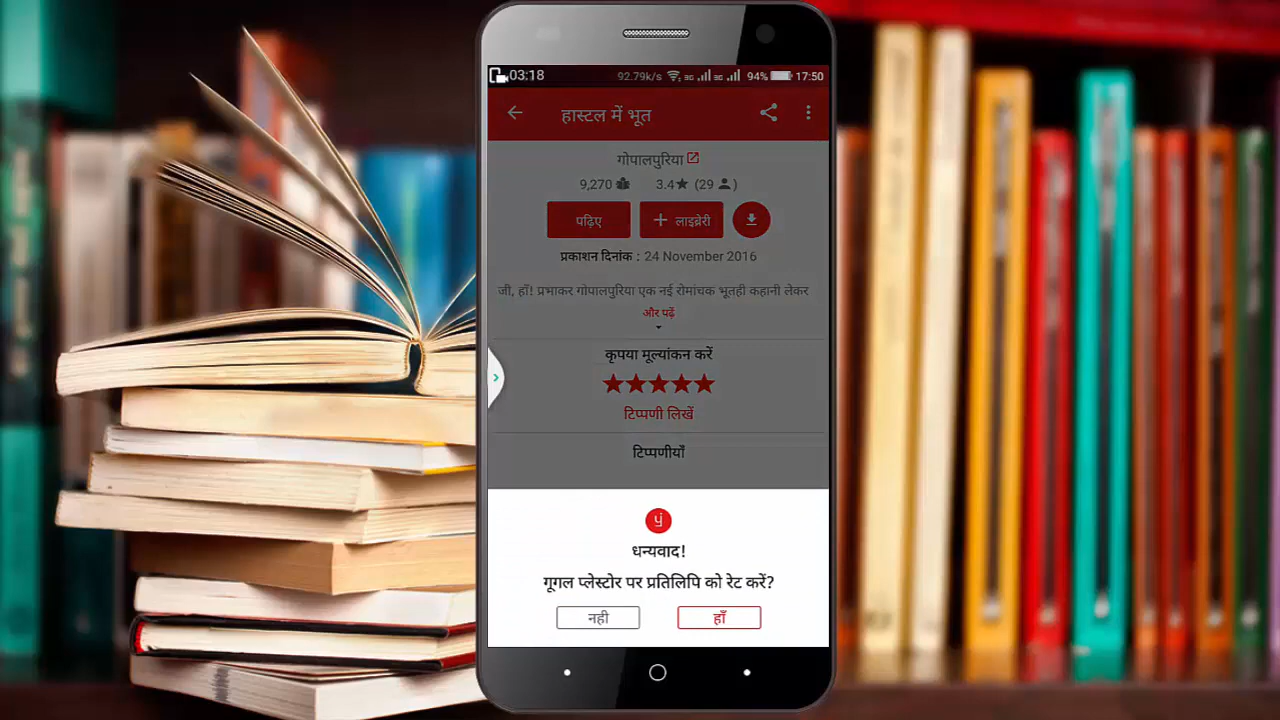 03:18 92.79k/s 3G 3G 94% 17:50
हास्टल में भूत
गोपालपुरिया
9,270 3.4★ (29 )
पढ़िए + लाइब्रेरी
प्रकाशन दिनांक : 24 November 2016
जी, हाँ! प्रभाकर गोपालपुरिया एक नई रोमांचक भूतही कहानी लेकर
और पढ़ें
कृपया मूल्यांकन करें
टिप्पणी लिखें
टिप्पणीयाँ
धन्यवाद!
गूगल प्लेस्टोर पर प्रतिलिपि को रेट करें?
नही हाँ